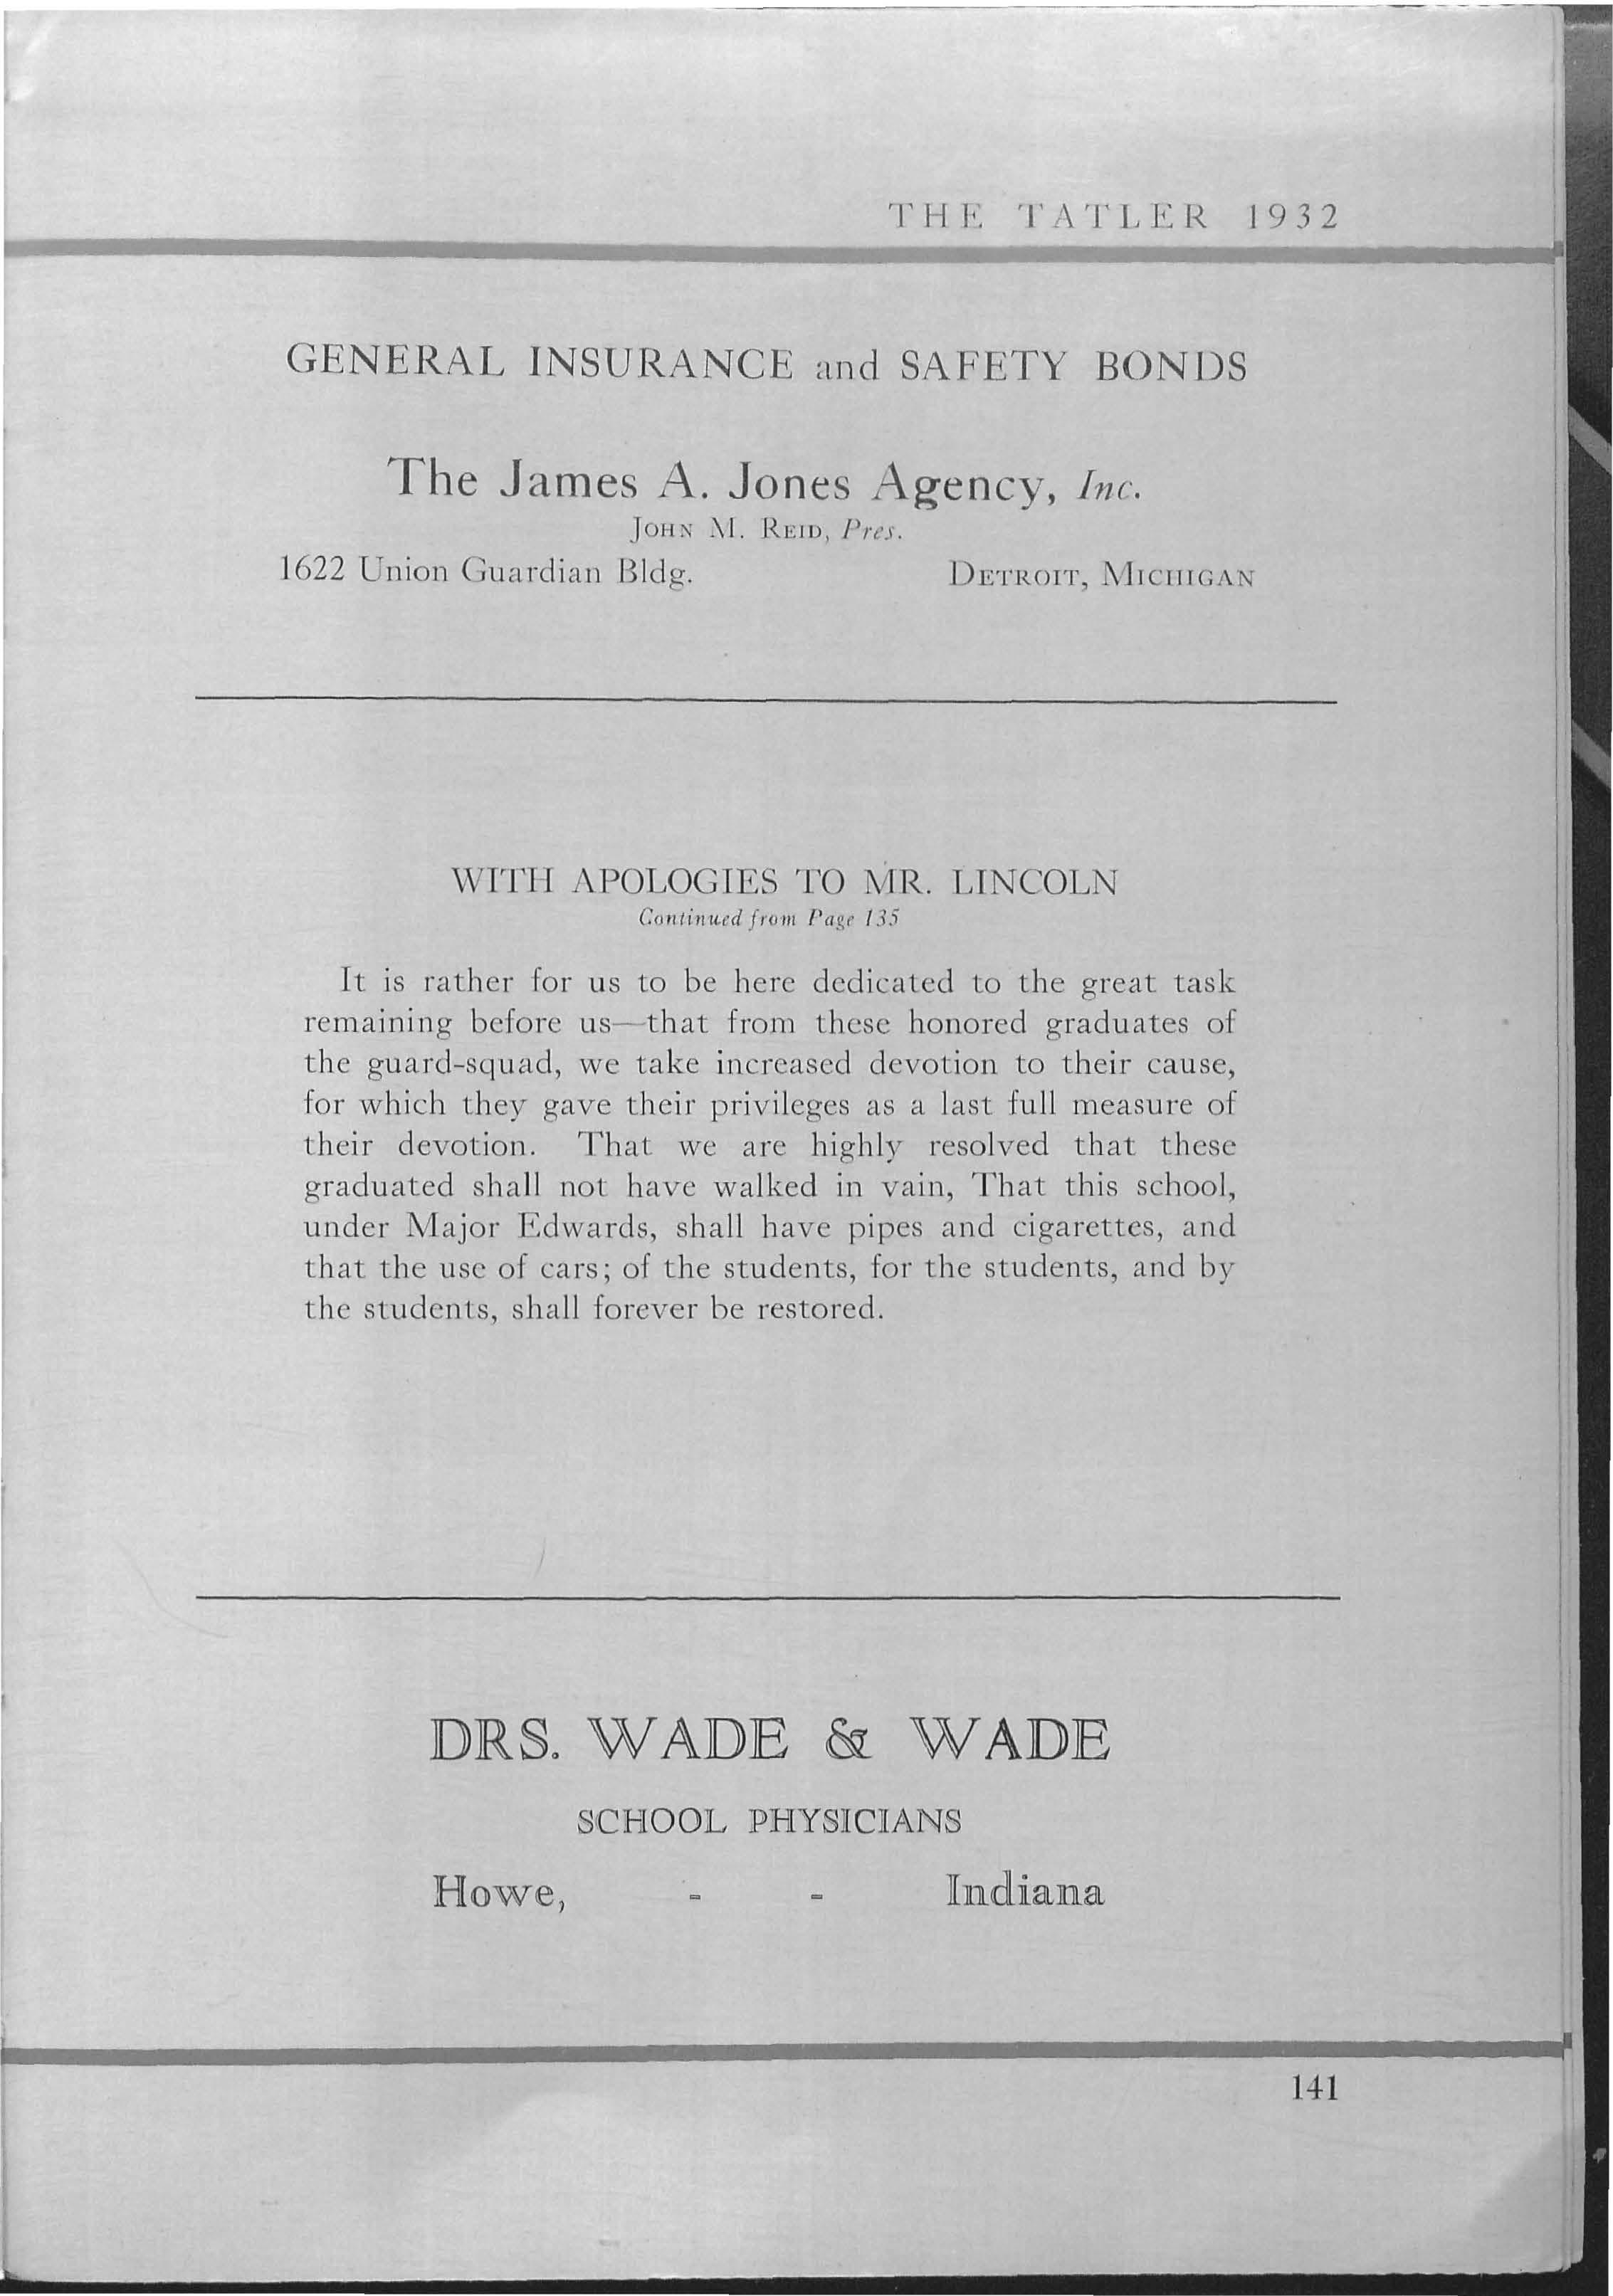 THE TATLER 1932
GENERAL INSURANCE and SAFETY BONDS
The James A. Jones Agency, Inc.
John M. Reid, Pres.
1622 Union Guardian Bldg. Detroit, Michigan
WITH APOLOGIES TO MR. LINCOLN
Continued from Page 135
It is rather for us to be here dedicated to the great task
remaining before us—that from these honored graduates of
the guard-squad, we take increased devotion to their cause,
for which they gave their privileges as a last full measure of
their devotion. That we are highly resolved that these
graduated shall not have walked in vain, That this school,
under Major Edwards, shall have pipes and cigarettes, and
that the use of cars; of the students, for the students, and by
the students, shall forever be restored.
DRS. WADE & WADE
SCHOOL PHYSICIANS
Howe, - - Indiana
141